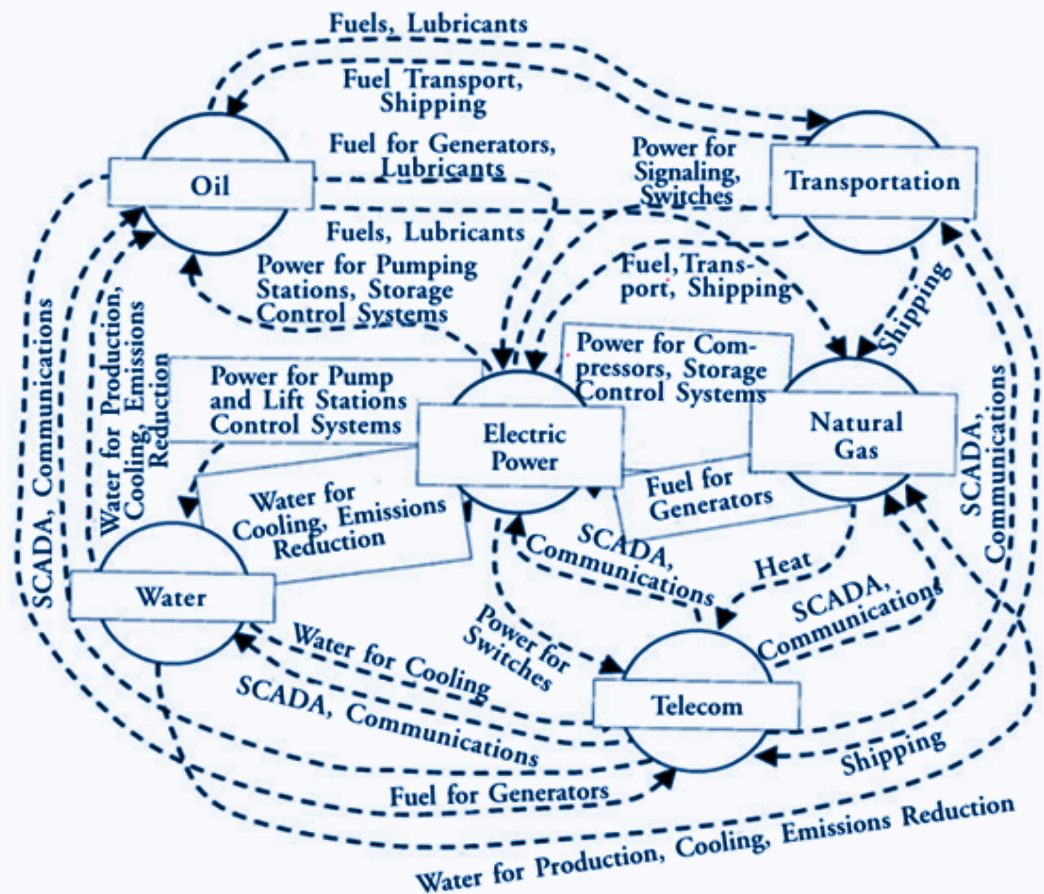 Fuels, Lubricants
Fuel Transport,
Shipping
Oil
Fuel for Generators,
Lubricants
Power for
Signaling,
Switches
Transportation
Fuels, Lubricants
Power for Pumping
Stations, Storage
Control Systems
Fuel, Trans-
port, Shipping
Shipping
SCADA, Communications
Water for Production,
Cooling, Emissions
Reduction
Power for Pump
and Lift Stations
Control Systems
Electric
Power
Power for Com-
pressors, Storage
Control Systems
Natural
Gas
SCADA,
Communications
Water for
Cooling, Emissions
Reduction
Fuel for
Generators
SCADA,
Communications
Heat
SCADA,
Communications
Water
Power for
Switches
Water for Cooling
SCADA, Communications
Telecom
Shipping
Fuel for Generators
Water for Production, Cooling, Emissions Reduction